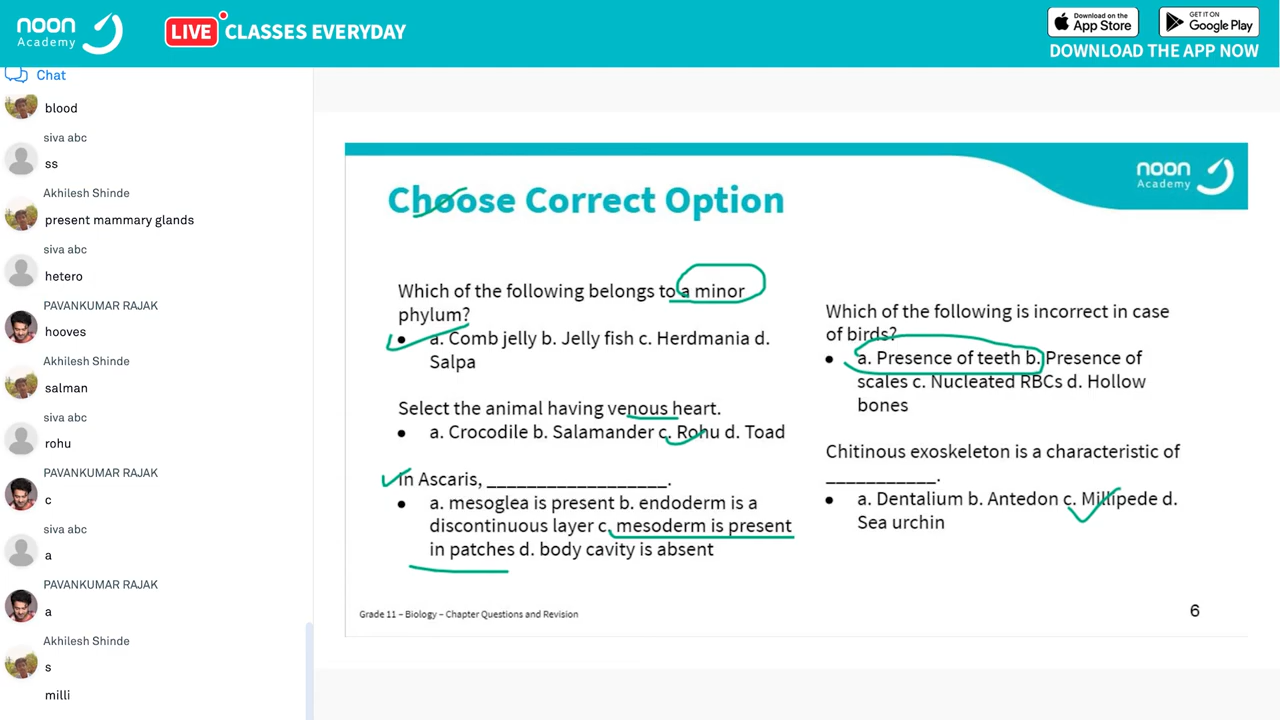 noon
Academy
LIVE CLASSES EVERYDAY
Download on the
App Store
GET IT ON
Google Play
DOWNLOAD THE APP NOW
Chat
blood
siva abc
ss
Akhilesh Shinde
present mammary glands
siva abc
hetero
PAVANKUMAR RAJAK
hooves
Akhilesh Shinde
salman
siva abc
rohu
PAVANKUMAR RAJAK
c
siva abc
a
PAVANKUMAR RAJAK
a
Akhilesh Shinde
s
milli
noon
Academy
Choose Correct Option
Which of the following belongs to a minor
phylum?
● a. Comb jelly b. Jelly fish c. Herdmania d.
Salpa
Select the animal having venous heart.
● a. Crocodile b. Salamander c. Rohu d. Toad
In Ascaris, __________________.
● a. mesoglea is present b. endoderm is a
discontinuous layer c. mesoderm is present
in patches d. body cavity is absent
Which of the following is incorrect in case
of birds?
● a. Presence of teeth b. Presence of
scales c. Nucleated RBCs d. Hollow
bones
Chitinous exoskeleton is a characteristic of
___________.
● a. Dentalium b. Antedon c. Millipede d.
Sea urchin
Grade 11 – Biology – Chapter Questions and Revision
6